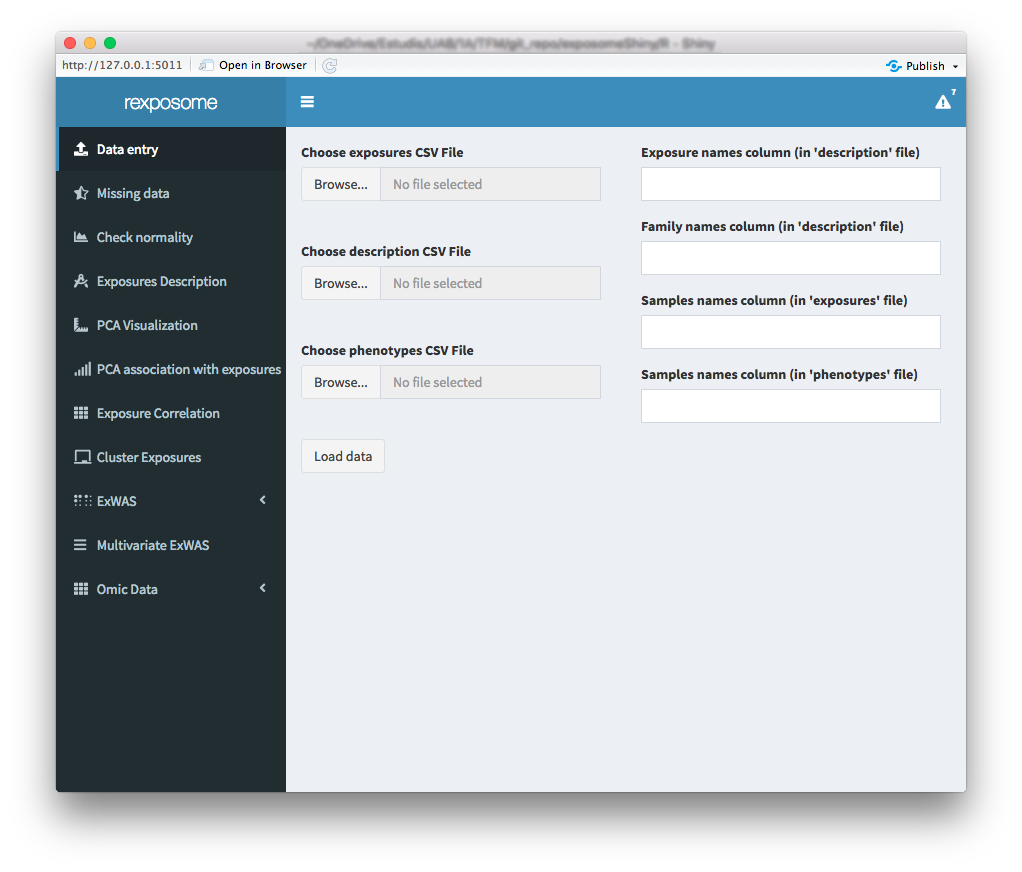 ~/OneDrive/Estudis/UAB/1A/TFM/git_repo/exposomeShiny/R - Shiny
http://127.0.0.1:5011
Open in Browser
Publish
rexposome
7
Data entry
Missing data
Check normality
Exposures Description
PCA Visualization
PCA association with exposures
Exposure Correlation
Cluster Exposures
ExWAS
Multivariate ExWAS
Omic Data
Choose exposures CSV File
Browse... No file selected
Choose description CSV File
Browse... No file selected
Choose phenotypes CSV File
Browse... No file selected
Load data
Exposure names column (in 'description' file)
Family names column (in 'description' file)
Samples names column (in 'exposures' file)
Samples names column (in 'phenotypes' file)